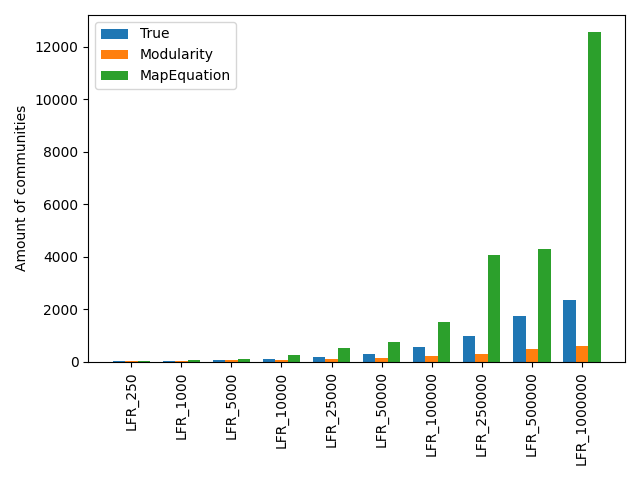 True
Modularity
MapEquation
Amount of communities
12000
10000
8000
6000
4000
2000
0
LFR_250
LFR_1000
LFR_5000
LFR_10000
LFR_25000
LFR_50000
LFR_100000
LFR_250000
LFR_500000
LFR_1000000